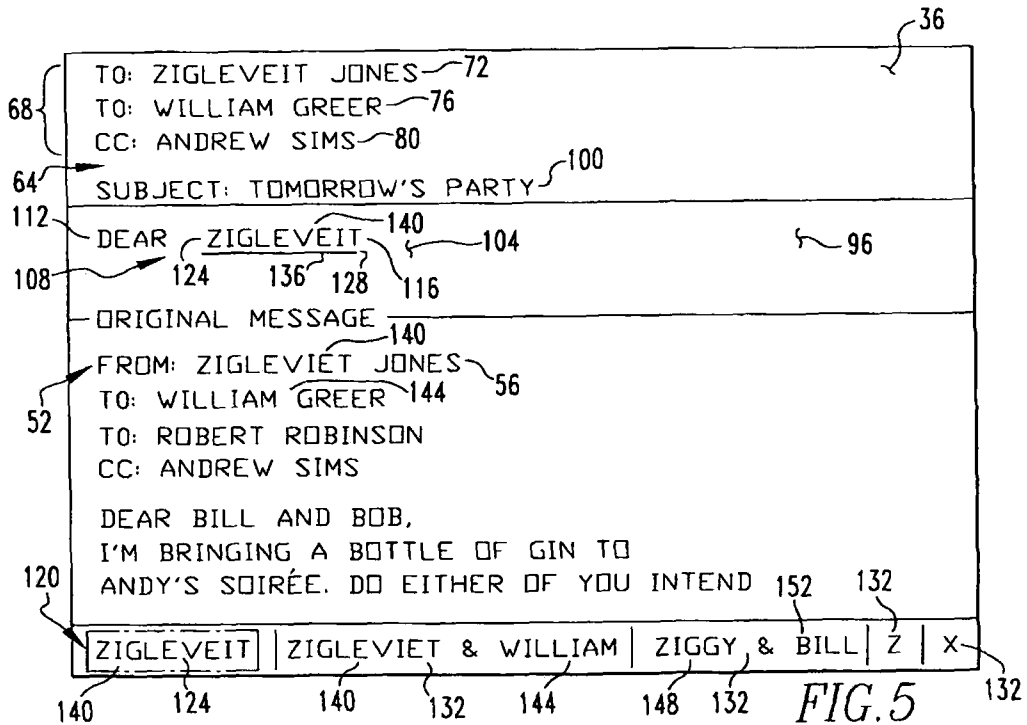 36
TO: ZIGLEVEIT JONES 72
68 TO: WILLIAM GREER 76
CC: ANDREW SIMS 80
64 100
SUBJECT: TOMORROW'S PARTY
112 140
DEAR ZIGLEVEIT 104 96
108 124 136 128 116
ORIGINAL MESSAGE
140
FROM: ZIGLEVIET JONES 56
52 TO: WILLIAM GREER 144
TO: ROBERT ROBINSON
CC: ANDREW SIMS
DEAR BILL AND BOB,
I'M BRINGING A BOTTLE OF GIN TO
ANDY'S SOIRÉE. DO EITHER OF YOU INTEND
120 152 132
ZIGLEVEIT | ZIGLEVIET & WILLIAM | ZIGGY & BILL | Z | X
140 124 140 132 144 148 132 132
FIG. 5